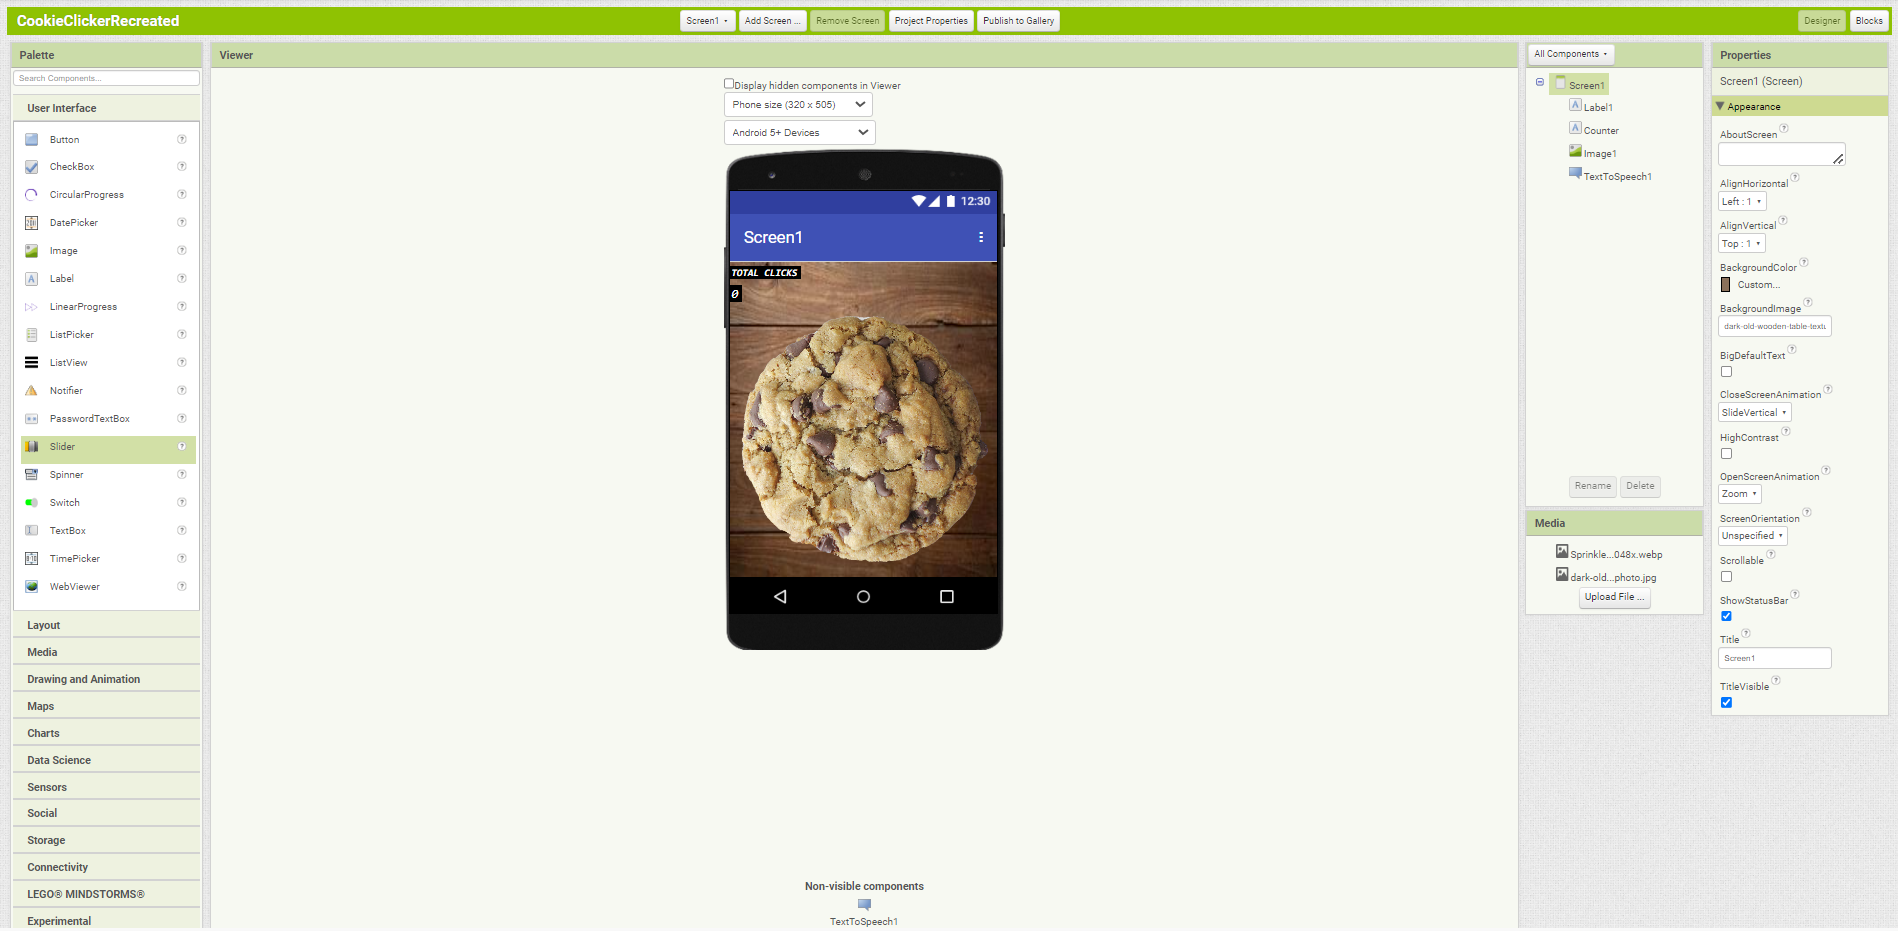 CookieClickerRecreated
Screen1
Add Screen ...
Remove Screen
Project Properties
Publish to Gallery
Designer
Blocks
Palette
Search Components...
User Interface
Button
CheckBox
CircularProgress
DatePicker
Image
Label
LinearProgress
ListPicker
ListView
Notifier
PasswordTextBox
Slider
Spinner
Switch
TextBox
TimePicker
WebViewer
Layout
Media
Drawing and Animation
Maps
Charts
Data Science
Sensors
Social
Storage
Connectivity
LEGO® MINDSTORMS®
Experimental
Viewer
Display hidden components in Viewer
Phone size (320 x 505)
Android 5+ Devices
12:30
Screen1
TOTAL CLICKS
0
Non-visible components
TextToSpeech1
All Components
Screen1
Label1
Counter
Image1
TextToSpeech1
Rename
Delete
Media
Sprinkle...048x.webp
dark-old...photo.jpg
Upload File ...
Properties
Screen1 (Screen)
Appearance
AboutScreen
AlignHorizontal
Left : 1
AlignVertical
Top : 1
BackgroundColor
Custom...
BackgroundImage
dark-old-wooden-table-textu
BigDefaultText
CloseScreenAnimation
SlideVertical
HighContrast
OpenScreenAnimation
Zoom
ScreenOrientation
Unspecified
Scrollable
ShowStatusBar
Title
Screen1
TitleVisible